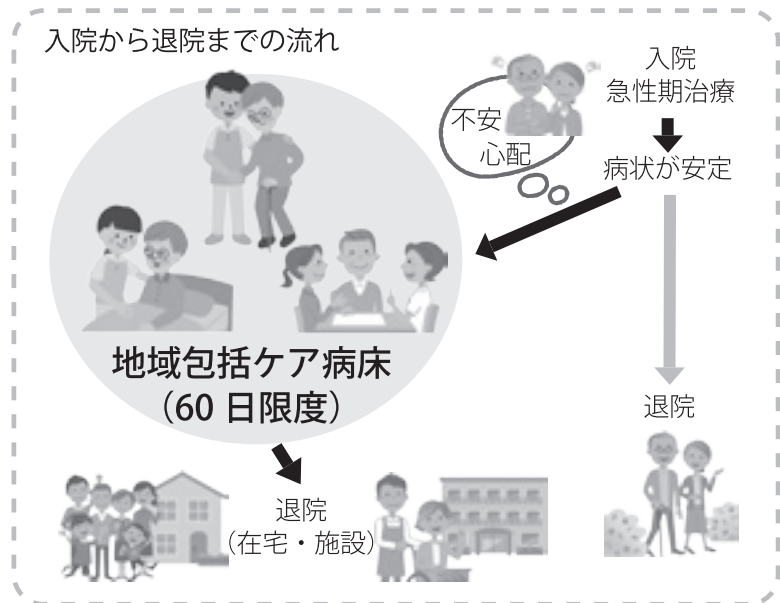 入院から退院までの流れ
入院
急性期治療
不安
心配
病状が安定
地域包括ケア病床
（60 日限度）
退院
退院
（在宅・施設）